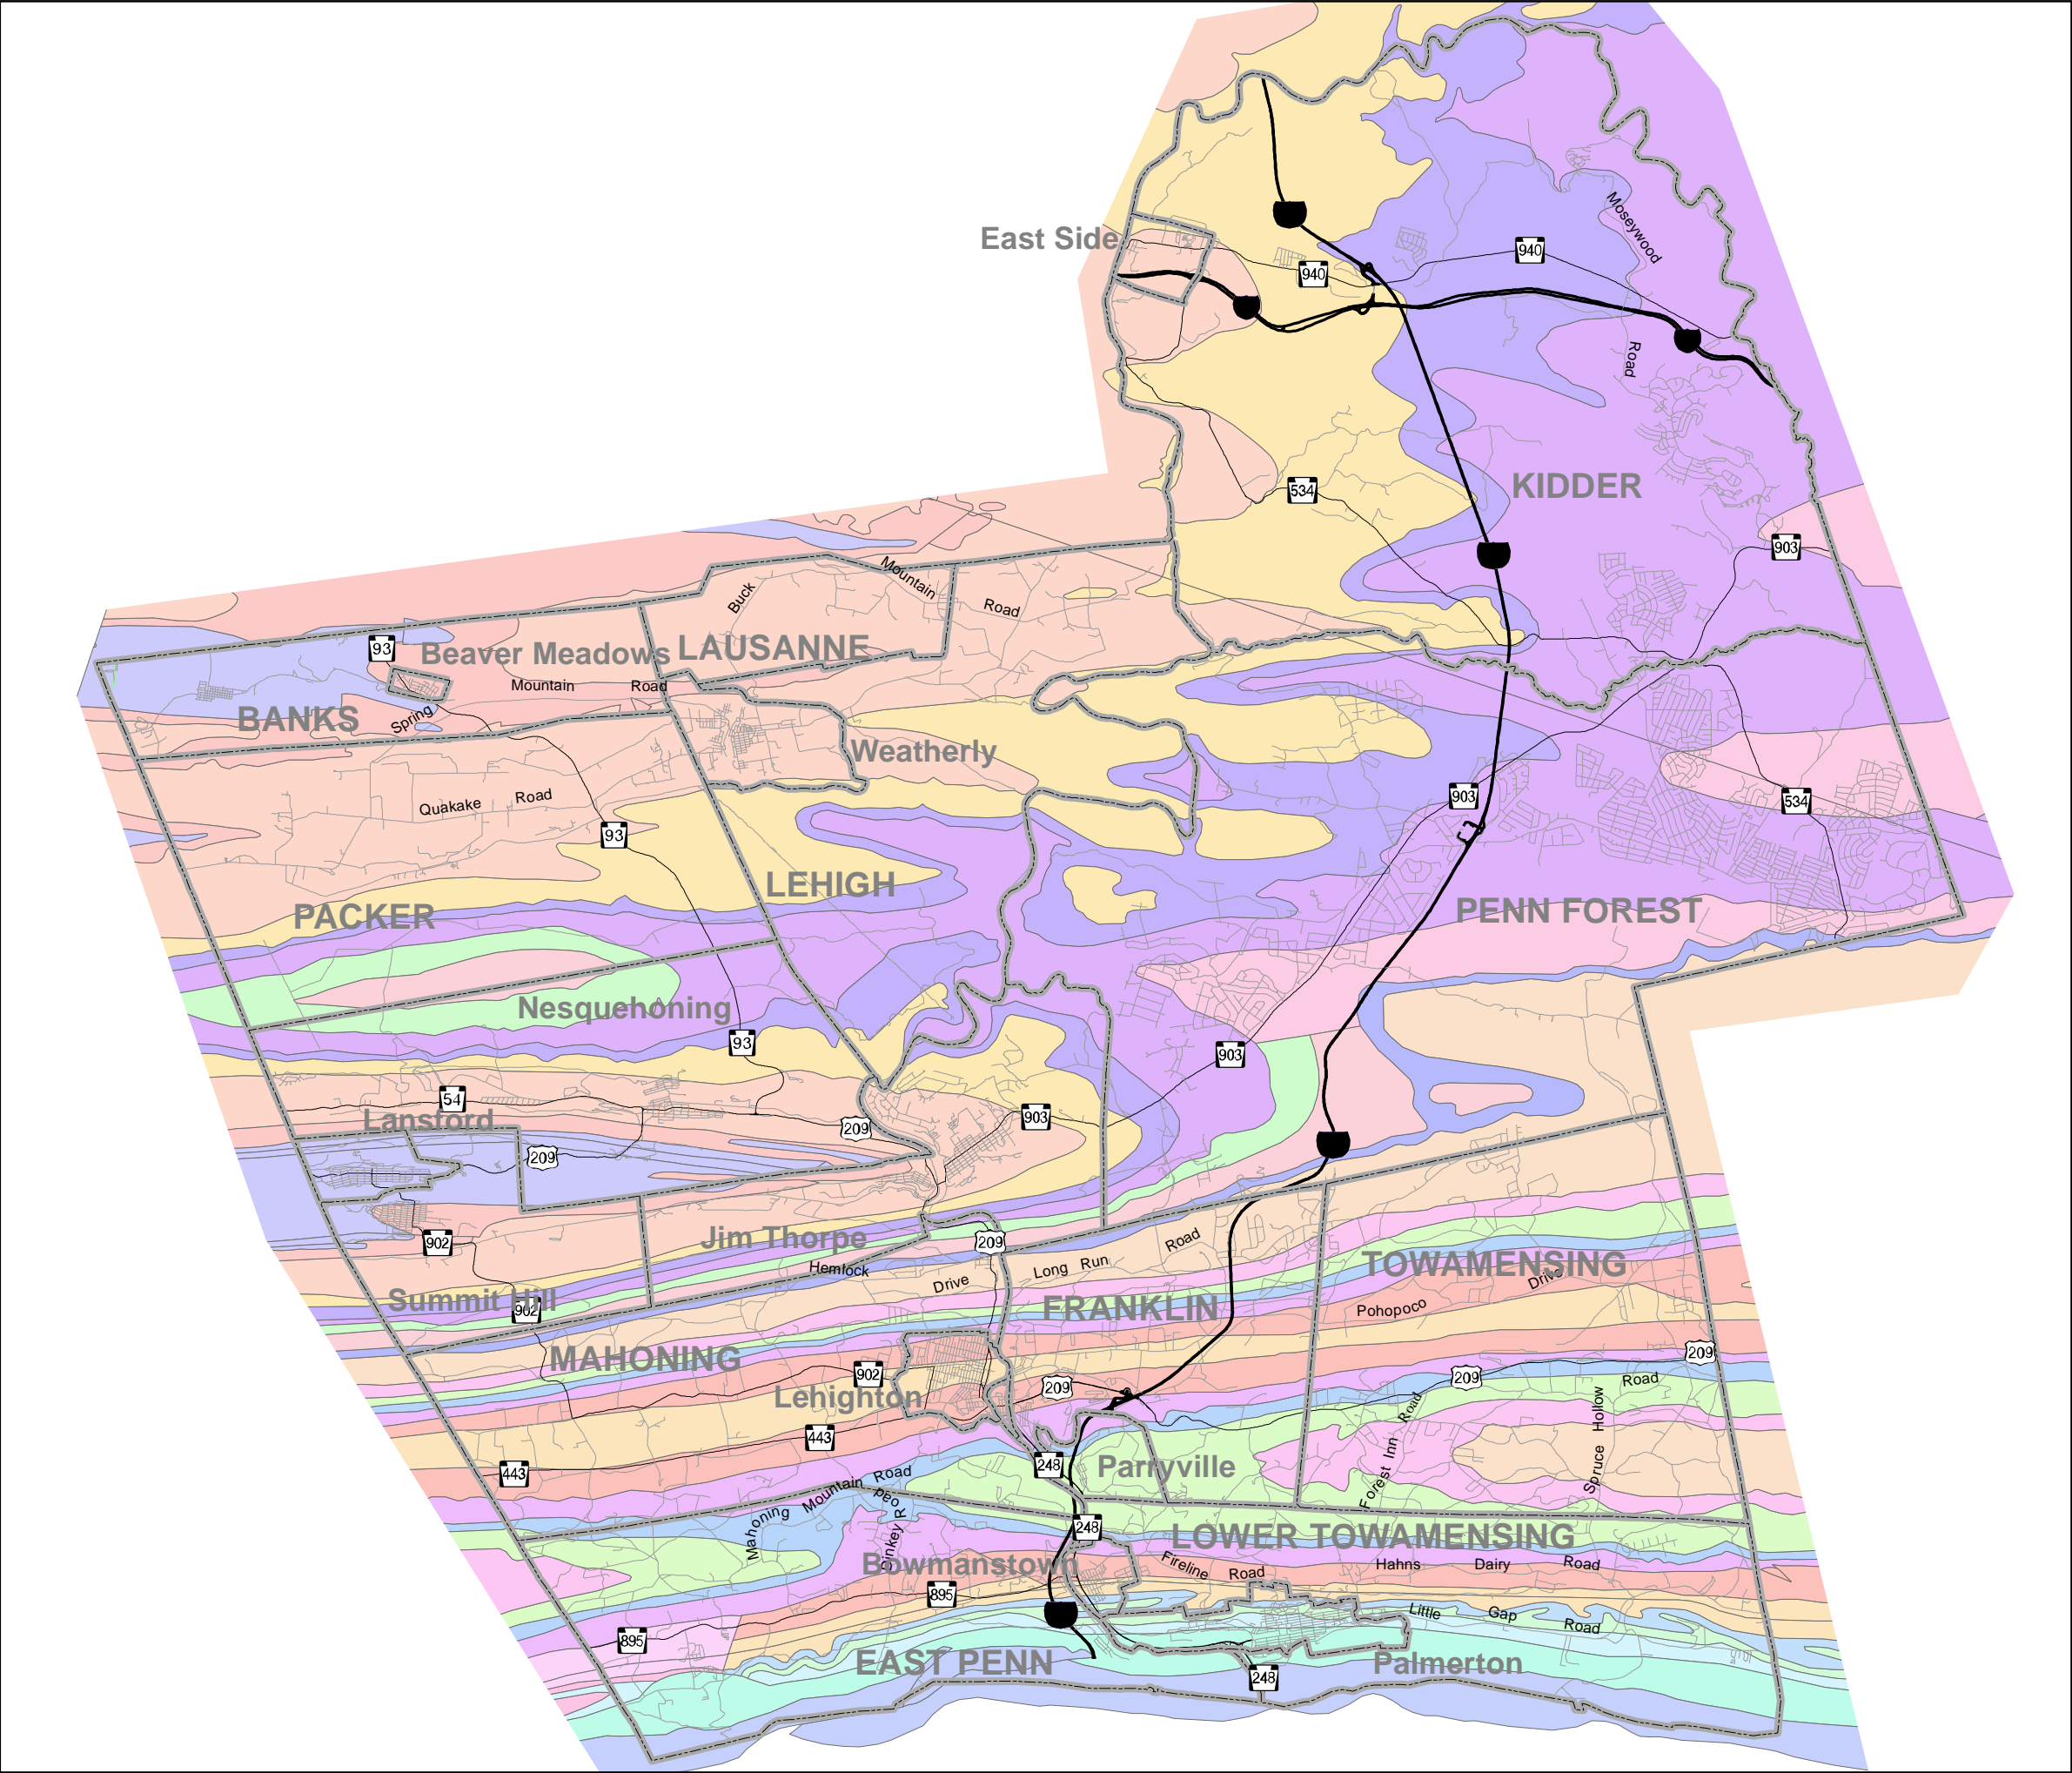 Moseywood
East Side
940
940
Road
KIDDER
534
903
Mountain
Buck
Road
93
Beaver Meadows
LAUSANNE
Mountain
Road
BANKS
Spring
Weatherly
903
534
Quakake
Road
93
LEHIGH
PACKER
PENN FOREST
Nesquehoning
93
903
54
Lansford
903
209
209
902
Jim Thorpe
209
Road
Hemlock
Drive
Long
Run
TOWAMENSING
Drive
Summit Hill
902
FRANKLIN
Pohopoco
MAHONING
209
902
209
209
Road
Lehighton
Road
Hollow
443
443
248
Parryville
Forest Inn
Spruce
Road
Mountain
Mahoning
Road
Pinkey
248
LOWER TOWAMENSING
Bowmanstown
Fireline
Road
Hahns
Dairy
Road
895
Little
Gap
Road
895
EAST PENN
Palmerton
248